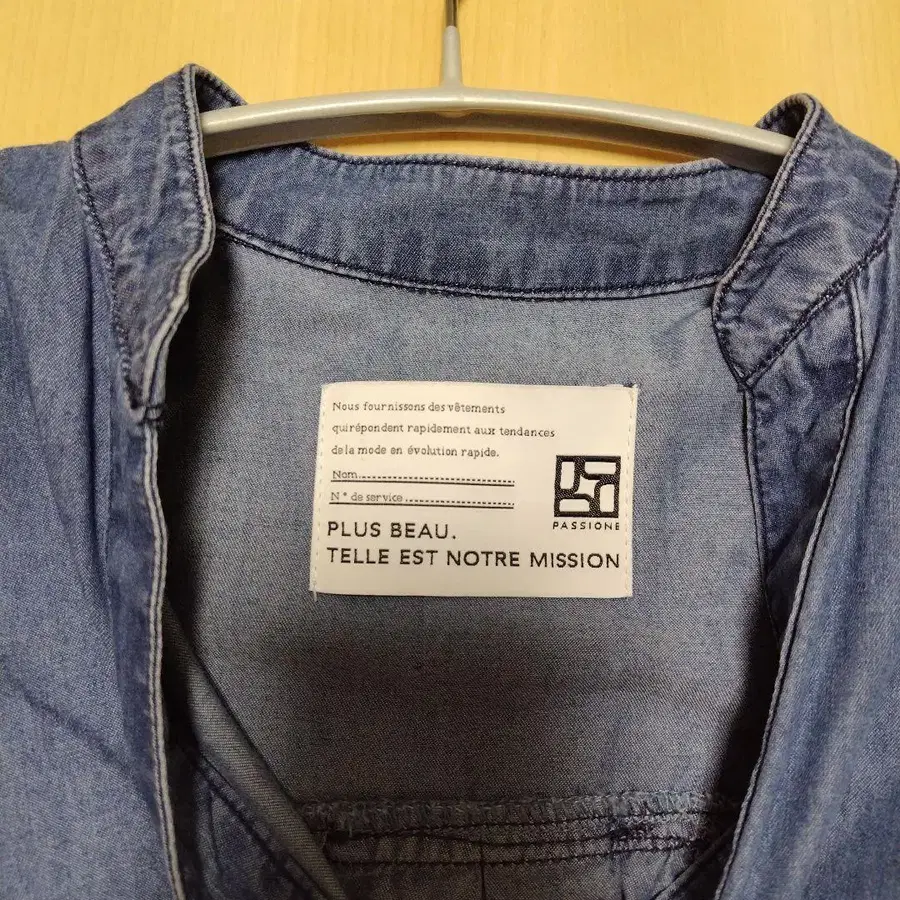 Nous fournissons des vêtements
quirépondent rapidement aux tendances
dela mode en évolution rapide.
Nom
N° de service
PASSIONE
PLUS BEAU.
TELLE EST NOTRE MISSION